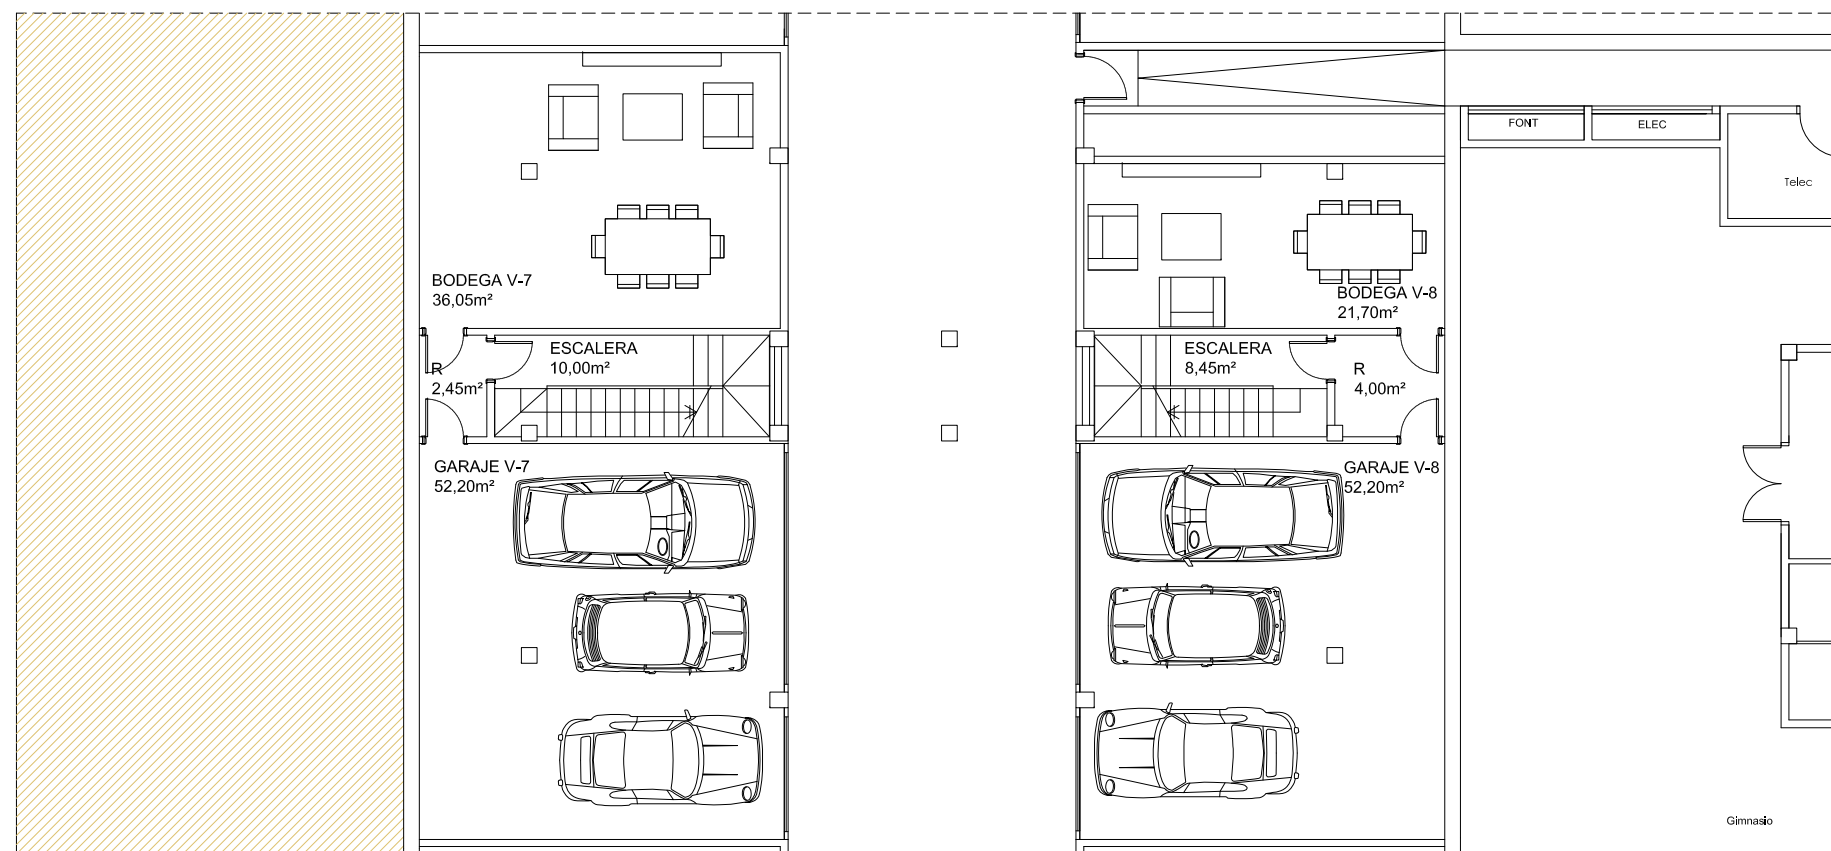 FONT
ELEC
Telec
BODEGA V-7
36,05m²
BODEGA V-8
21,70m²
ESCALERA
10,00m²
R
2,45m²
ESCALERA
8,45m²
R
4,00m²
GARAJE V-7
52,20m²
GARAJE V-8
52,20m²
Gimnasio